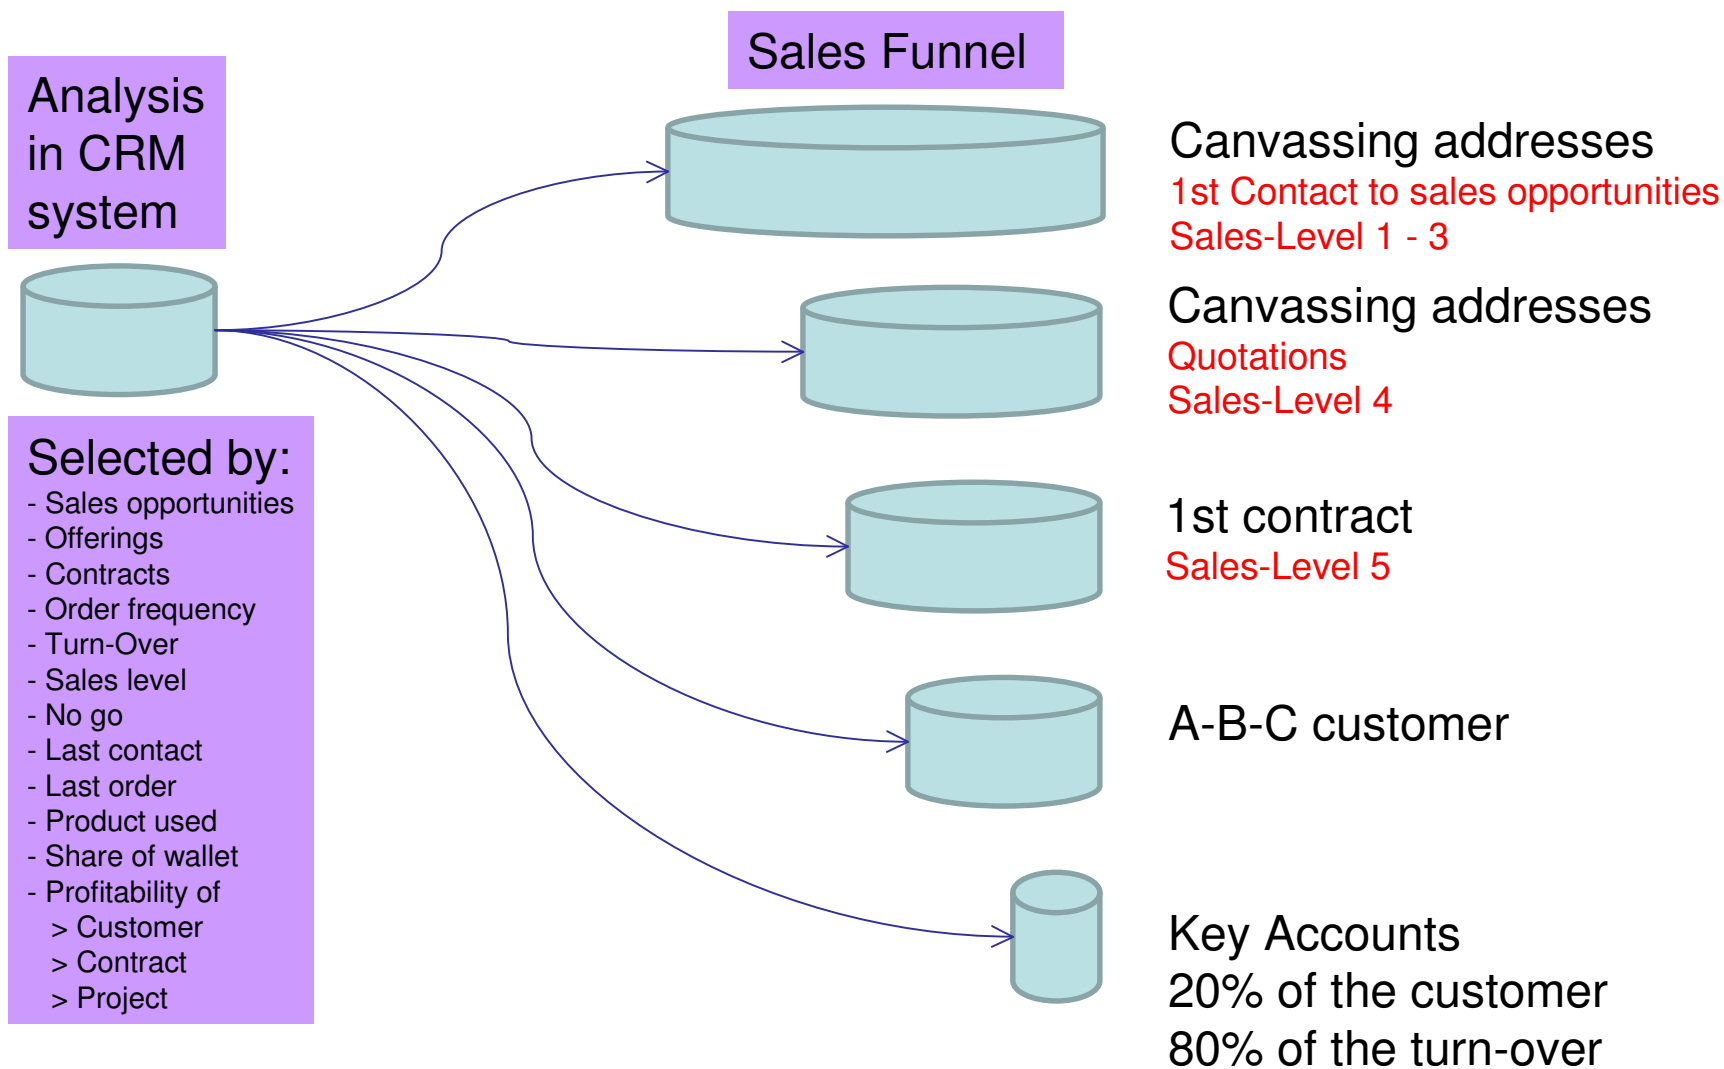 Analysis
in CRM
system
Selected by:
- Sales opportunities
- Offerings
- Contracts
- Order frequency
- Turn-Over
- Sales level
- No go
- Last contact
- Last order
- Product used
- Share of wallet
- Profitability of
> Customer
> Contract
> Project
Sales Funnel
Canvassing addresses
1st Contact to sales opportunities
Sales-Level 1 - 3
Canvassing addresses
Quotations
Sales-Level 4
1st contract
Sales-Level 5
A-B-C customer
Key Accounts
20% of the customer
80% of the turn-over